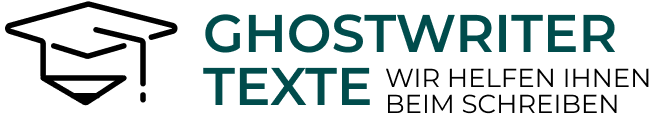 GHOSTWRITER
TEXTE
WIR HELFEN IHNEN
BEIM SCHREIBEN